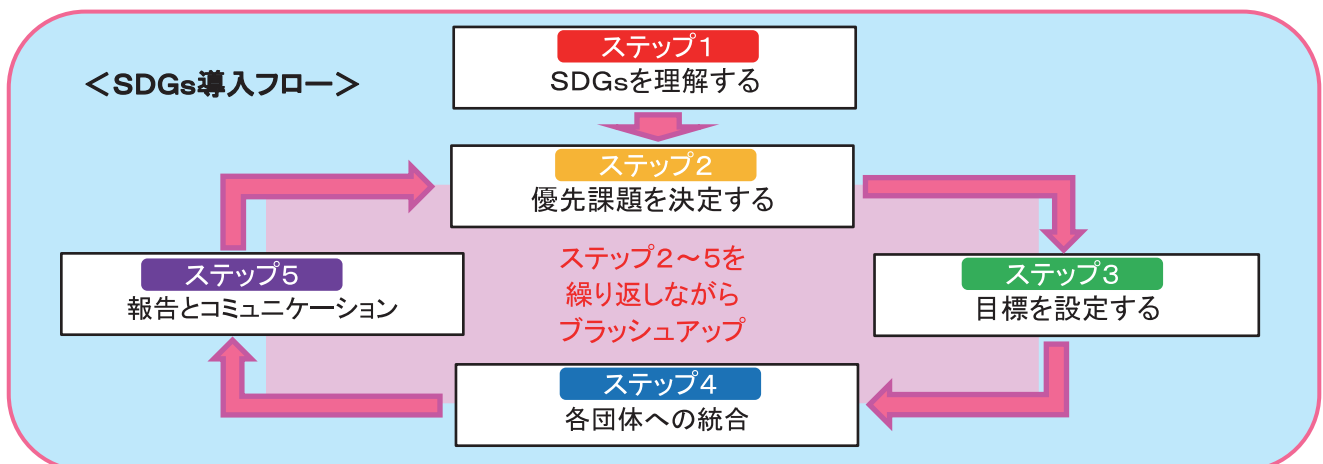 <SDGs導入フロー>
ステップ1
SDGsを理解する
ステップ2
優先課題を決定する
ステップ3
目標を設定する
ステップ4
各団体への統合
ステップ5
報告とコミュニケーション
ステップ2~5を
繰り返しながら
ブラッシュアップ